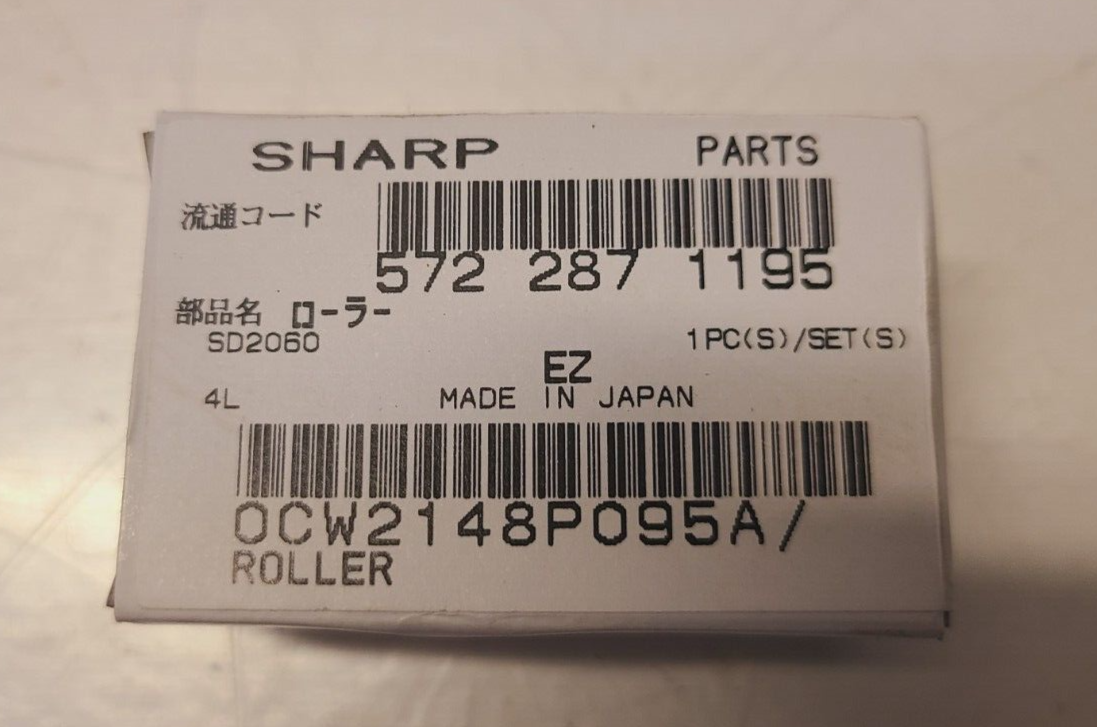 SHARP PARTS
流通コード
572 287 1195
部品名 ローラー
SD2060 1PC(S)/SET(S)
EZ
4L MADE IN JAPAN
0CW2148P095A/
ROLLER